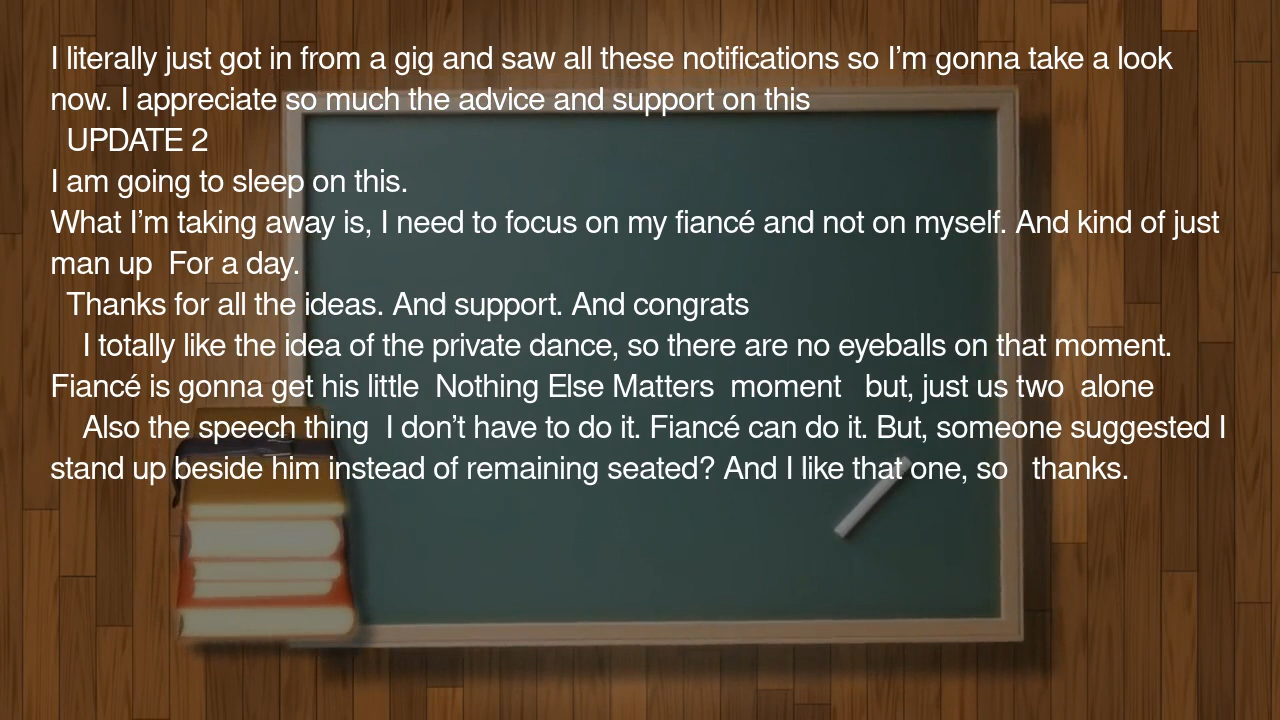 I literally just got in from a gig and saw all these notifications so I’m gonna take a look
now. I appreciate so much the advice and support on this
UPDATE 2
I am going to sleep on this.
What I’m taking away is, I need to focus on my fiancé and not on myself. And kind of just
man up  For a day.
Thanks for all the ideas. And support. And congrats
I totally like the idea of the private dance, so there are no eyeballs on that moment.
Fiancé is gonna get his little  Nothing Else Matters  moment   but, just us two  alone
Also the speech thing  I don’t have to do it. Fiancé can do it. But, someone suggested I
stand up beside him instead of remaining seated? And I like that one, so   thanks.